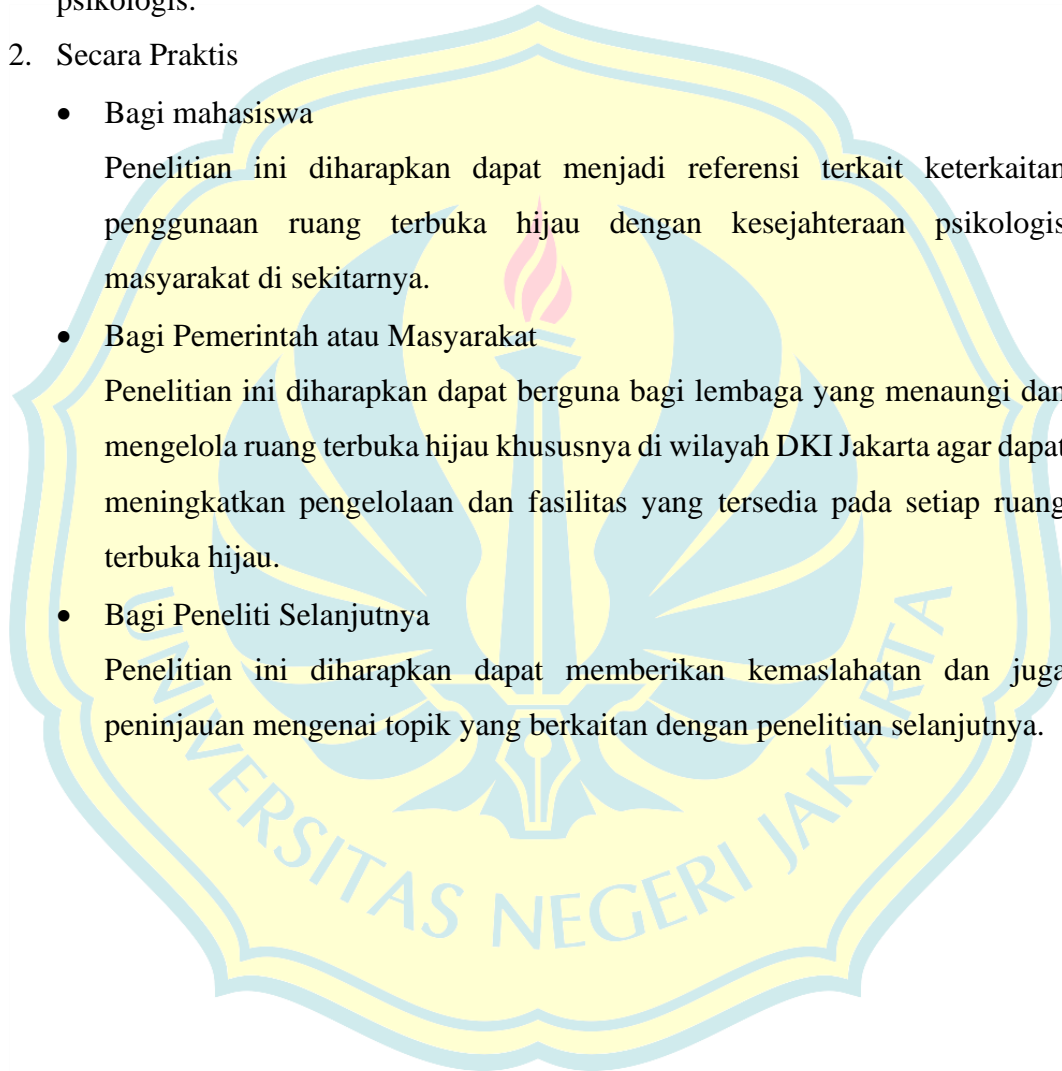 psikologis.
2. Secara Praktis
• Bagi mahasiswa
Penelitian ini diharapkan dapat menjadi referensi terkait keterkaitan
penggunaan ruang terbuka hijau dengan kesejahteraan psikologis
masyarakat di sekitarnya.
• Bagi Pemerintah atau Masyarakat
Penelitian ini diharapkan dapat berguna bagi lembaga yang menaungi dan
mengelola ruang terbuka hijau khususnya di wilayah DKI Jakarta agar dapat
meningkatkan pengelolaan dan fasilitas yang tersedia pada setiap ruang
terbuka hijau.
• Bagi Peneliti Selanjutnya
Penelitian ini diharapkan dapat memberikan kemaslahatan dan juga
peninjauan mengenai topik yang berkaitan dengan penelitian selanjutnya.
UNIVERSITAS NEGERI JAKARTA